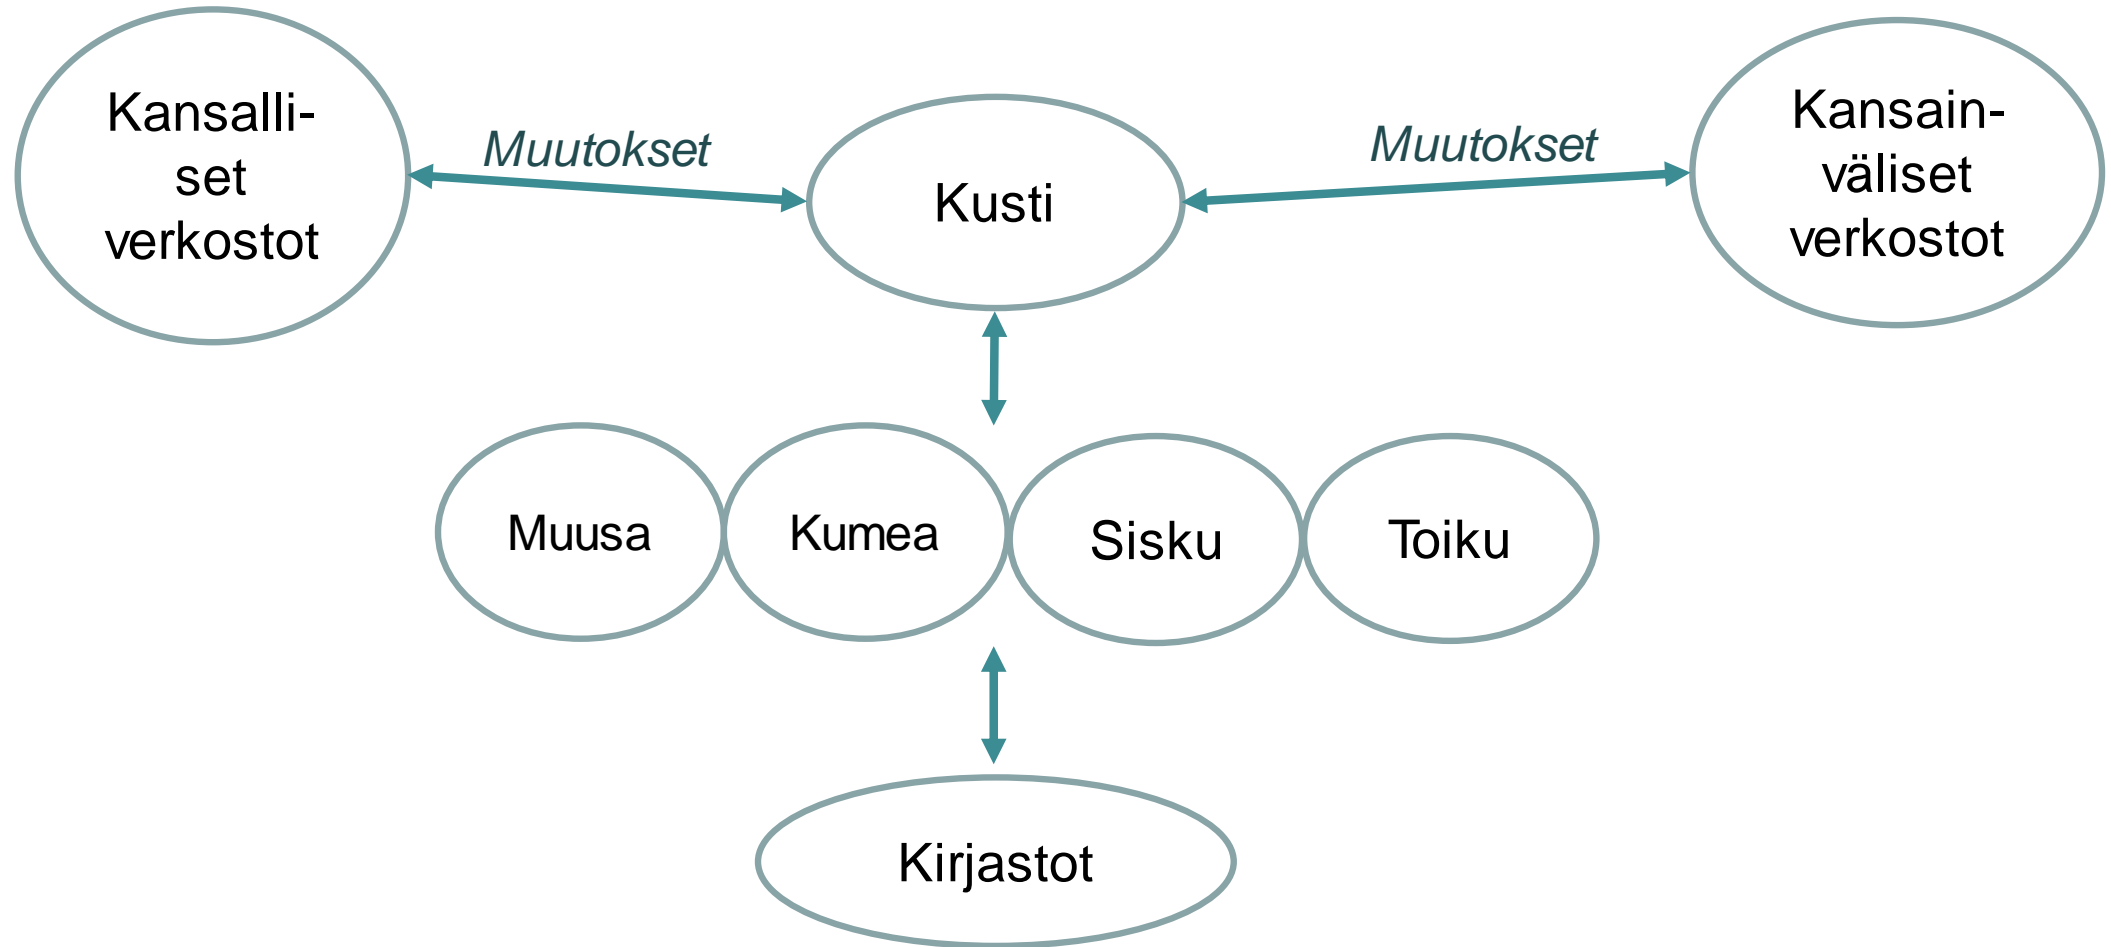 Kansalli-
set
verkostot
Muutokset
Kusti
Muutokset
Kansain-
väliset
verkostot
Muusa
Kumea
Sisku
Toiku
Kirjastot